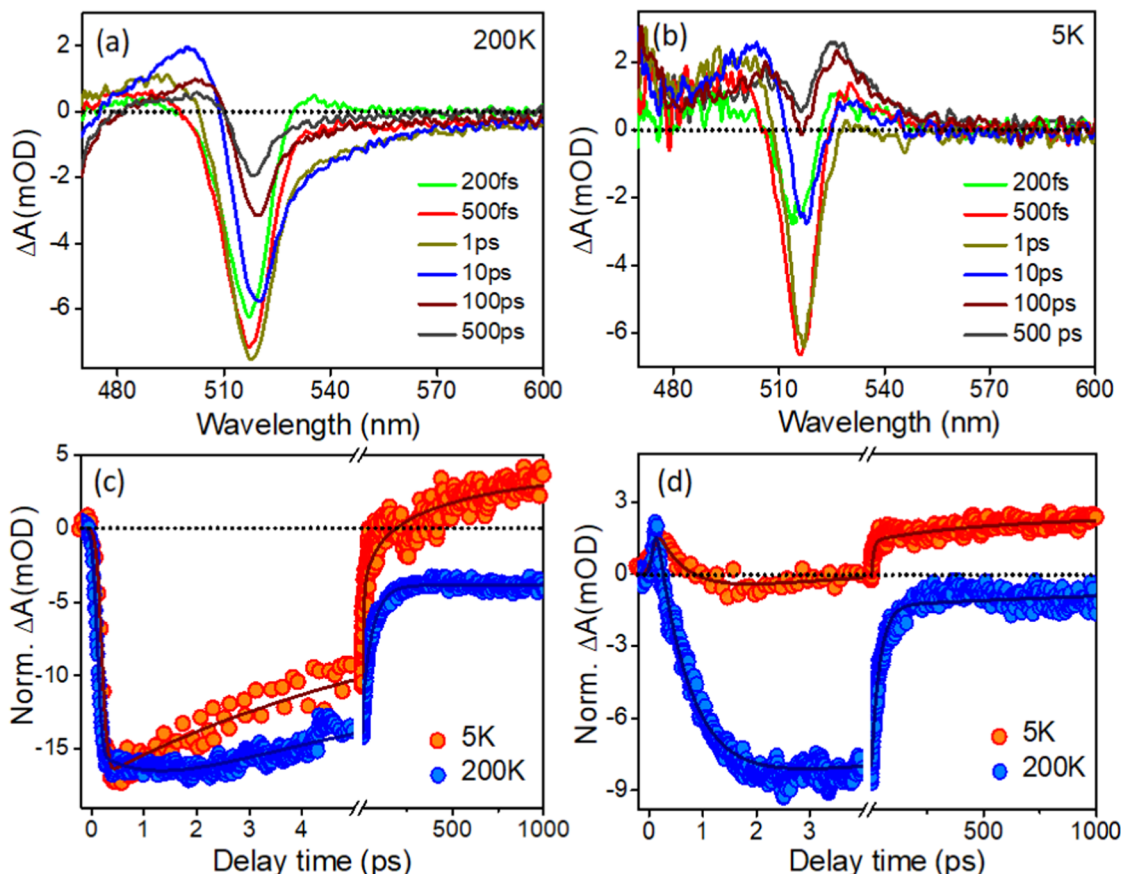 (a)
200K
2
0
-2
-4
-6
ΔA(mOD)
200fs
500fs
1ps
10ps
100ps
500ps
480
510
540
570
600
Wavelength (nm)
(b)
5K
2
0
-2
-4
-6
ΔA(mOD)
200fs
500fs
1ps
10ps
100ps
500 ps
480
510
540
570
600
Wavelength (nm)
(c)
5
0
-5
-10
-15
Norm. ΔA(mOD)
5K
200K
0
1
2
3
4
500
1000
Delay time (ps)
(d)
3
0
-3
-6
-9
Norm. ΔA(mOD)
5K
200K
0
1
2
3
500
1000
Delay time (ps)